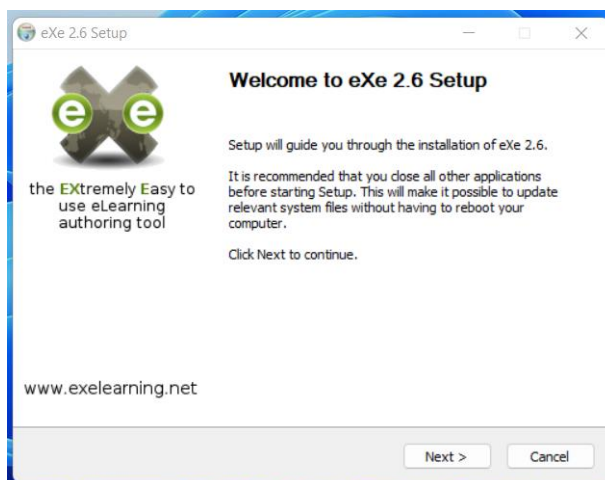 eXe 2.6 Setup
Welcome to eXe 2.6 Setup
Setup will guide you through the installation of eXe 2.6.
It is recommended that you close all other applications
before starting Setup. This will make it possible to update
relevant system files without having to reboot your
computer.
Click Next to continue.
e e
the EXtremely Easy to
use eLearning
authoring tool
www.exelearning.net
Next >
Cancel